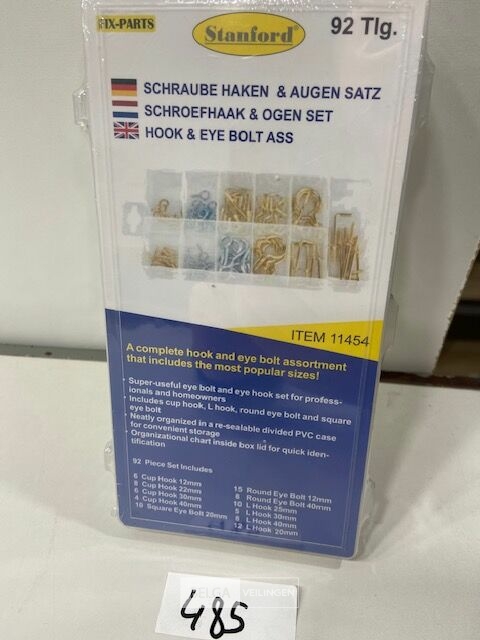 FIX-PARTS
Stanford®
92 Tlg.
SCHRAUBE HAKEN & AUGEN SATZ
SCHROEFHAAK & OGEN SET
HOOK & EYE BOLT ASS
ITEM 11454
A complete hook and eye bolt assortment
that includes the most popular sizes!
· Super-useful eye bolt and eye hook set for profess-
ionals and homeowners
· Includes cup hook, L hook, round eye bolt and square
eye bolt
· Neatly organized in a re-sealable divided PVC case
for convenient storage
· Organizational chart inside box lid for quick iden-
tification
92 Piece Set Includes
6 Cup Hook 12mm
8 Cup Hook 22mm
6 Cup Hook 30mm
4 Cup Hook 40mm
10 Square Eye Bolt 20mm
15 Round Eye Bolt 12mm
8 Round Eye Bolt 40mm
10 L Hook 25mm
5 L Hook 30mm
8 L Hook 40mm
12 L Hook 20mm
VEILINGEN
485